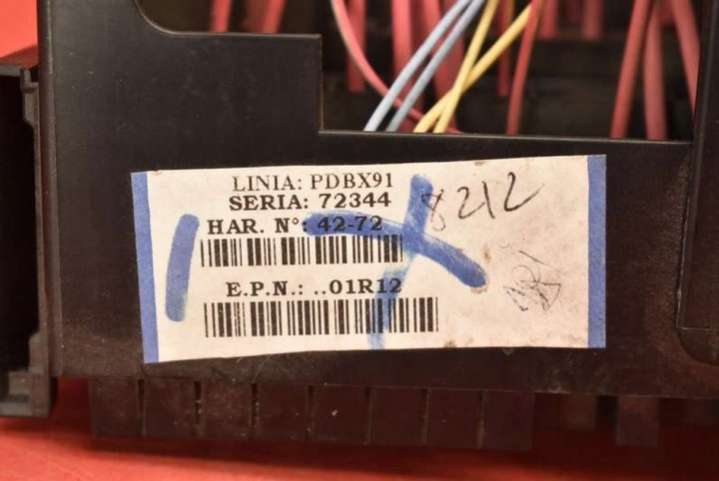 LINIA: PDBX91
SERIA: 72344
8212
HAR. N°: 42-72
E.P.N.: ..01R12